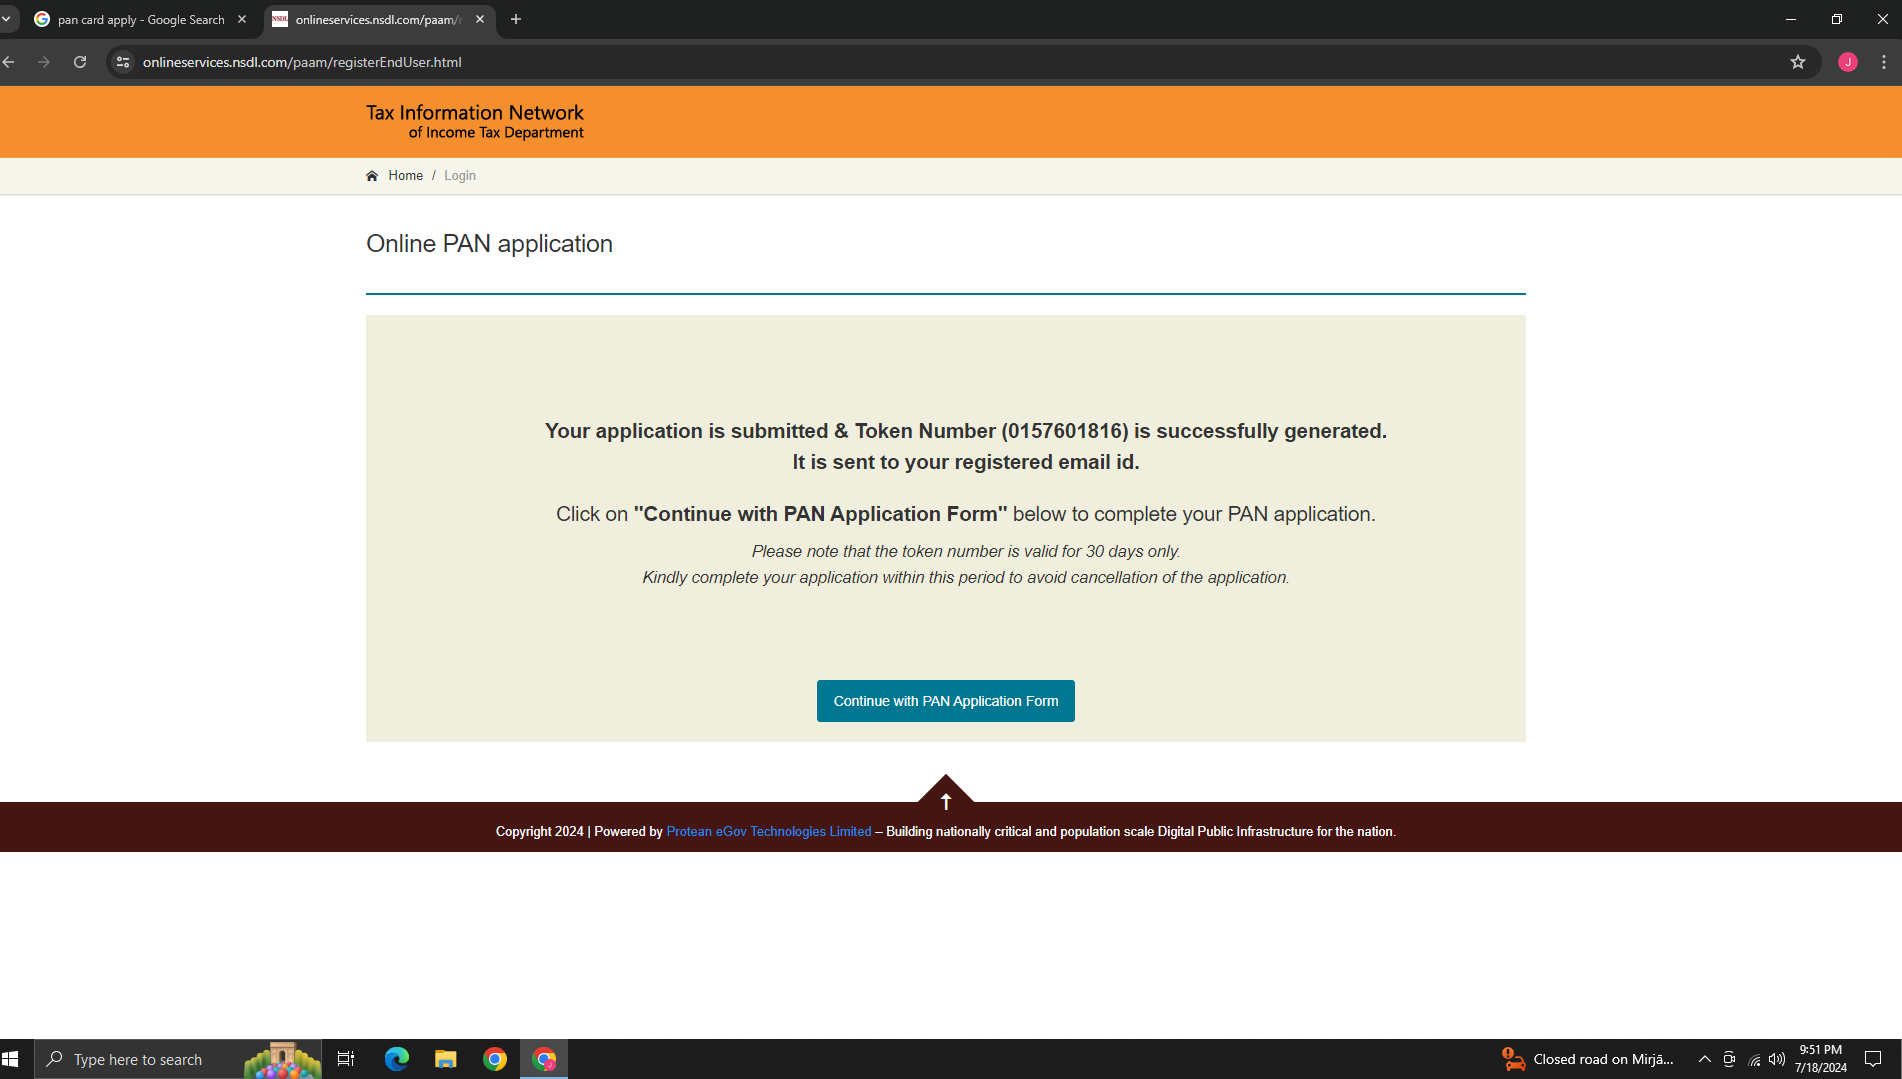 pan card apply - Google Search
onlineservices.nsdl.com/paam/
onlineservices.nsdl.com/paam/registerEndUser.html
J
Tax Information Network
of Income Tax Department
Home / Login
Online PAN application
Your application is submitted & Token Number (0157601816) is successfully generated.
It is sent to your registered email id.
Click on "Continue with PAN Application Form" below to complete your PAN application.
Please note that the token number is valid for 30 days only.
Kindly complete your application within this period to avoid cancellation of the application.
Continue with PAN Application Form
Copyright 2024 | Powered by Protean eGov Technologies Limited – Building nationally critical and population scale Digital Public Infrastructure for the nation.
Type here to search
Closed road on Mirjā...
9:51 PM
7/18/2024